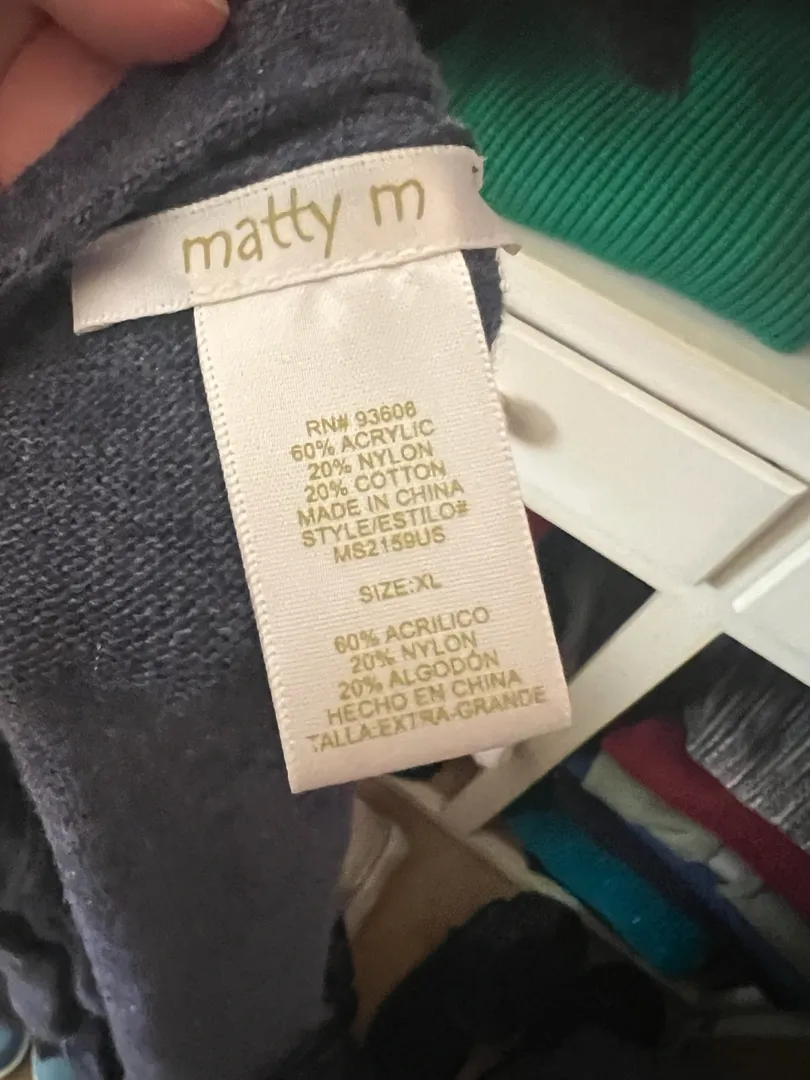 matty m
RN# 93608
60% ACRYLIC
20% NYLON
20% COTTON
MADE IN CHINA
STYLE/ESTILO#
MS2159US
SIZE:XL
60% ACRILICO
20% NYLON
20% ALGODÓN
HECHO EN CHINA
TALLA:EXTRA-GRANDE